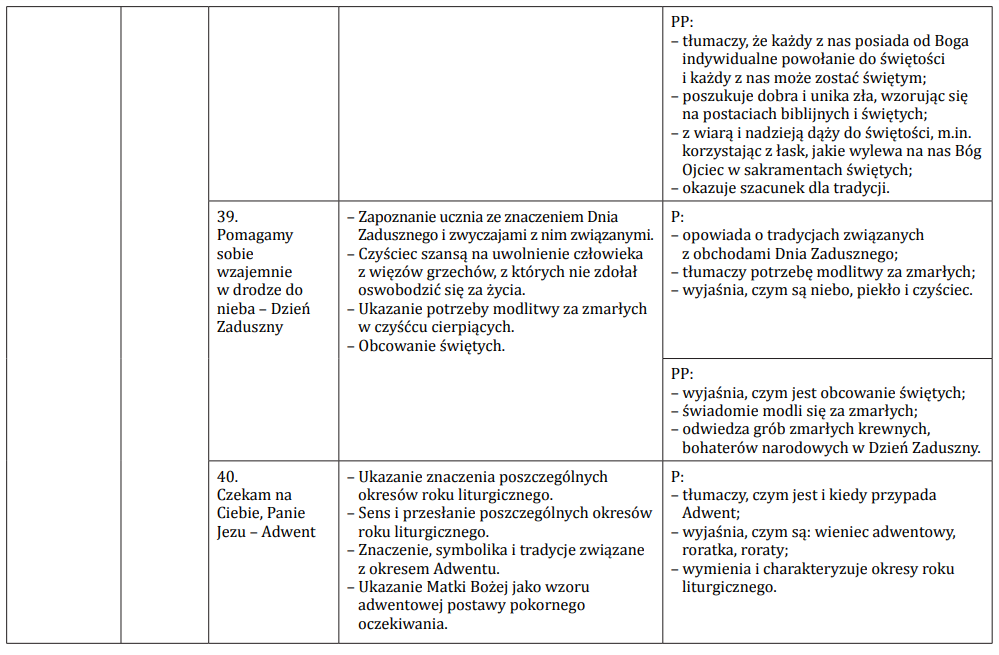 PP:
– tłumaczy, że każdy z nas posiada od Boga
indywidualne powołanie do świętości
i każdy z nas może zostać świętym;
– poszukuje dobra i unika zła, wzorując się
na postaciach biblijnych i świętych;
– z wiarą i nadzieją dąży do świętości, m.in.
korzystając z łask, jakie wylewa na nas Bóg
Ojciec w sakramentach świętych;
– okazuje szacunek dla tradycji.
39.
Pomagamy
sobie
wzajemnie
w drodze do
nieba – Dzień
Zaduszny
– Zapoznanie ucznia ze znaczeniem Dnia
Zadusznego i zwyczajami z nim związanymi.
– Czyściec szansą na uwolnienie człowieka
z więzów grzechów, z których nie zdołał
oswobodzić się za życia.
– Ukazanie potrzeby modlitwy za zmarłych
w czyśćcu cierpiących.
– Obcowanie świętych.
P:
– opowiada o tradycjach związanych
z obchodami Dnia Zadusznego;
– tłumaczy potrzebę modlitwy za zmarłych;
– wyjaśnia, czym są niebo, piekło i czyściec.
PP:
– wyjaśnia, czym jest obcowanie świętych;
– świadomie modli się za zmarłych;
– odwiedza grób zmarłych krewnych,
bohaterów narodowych w Dzień Zaduszny.
40.
Czekam na
Ciebie, Panie
Jezu – Adwent
– Ukazanie znaczenia poszczególnych
okresów roku liturgicznego.
– Sens i przesłanie poszczególnych okresów
roku liturgicznego.
– Znaczenie, symbolika i tradycje związane
z okresem Adwentu.
– Ukazanie Matki Bożej jako wzoru
adwentowej postawy pokornego
oczekiwania.
P:
– tłumaczy, czym jest i kiedy przypada
Adwent;
– wyjaśnia, czym są: wieniec adwentowy,
roratka, roraty;
– wymienia i charakteryzuje okresy roku
liturgicznego.